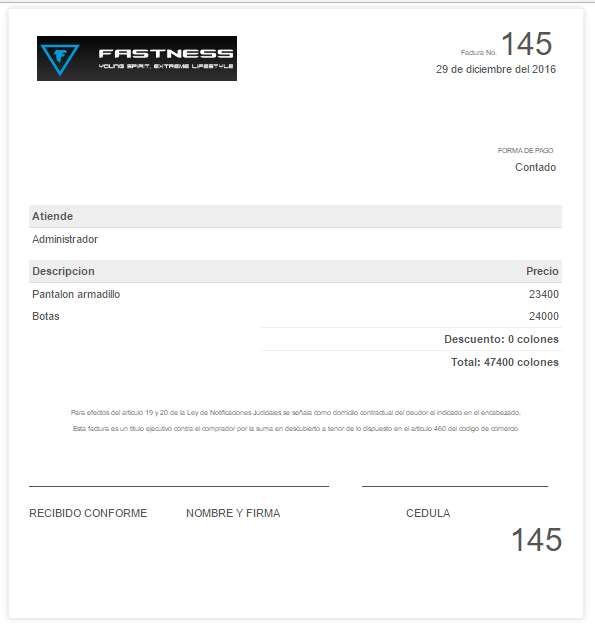 FASTNESS
YOUNG SPIRIT, EXTREME LIFESTYLE
Factura No. 145
29 de diciembre del 2016
FORMA DE PAGO
Contado
Atiende
Administrador
Descripcion Precio
Pantalon armadillo 23400
Botas 24000
Descuento: 0 colones
Total: 47400 colones
Para efectos del articulo 19 y 20 de la Ley de Notificaciones Judiciales se señala como domicilio contractual del deudor el indicado en el encabezado.
Esta factura es un titulo ejecutivo contra el comprador por la suma en descubierto a tenor de lo dispuesto en el articulo 460 del codigo de comercio
RECIBIDO CONFORME NOMBRE Y FIRMA CEDULA
145